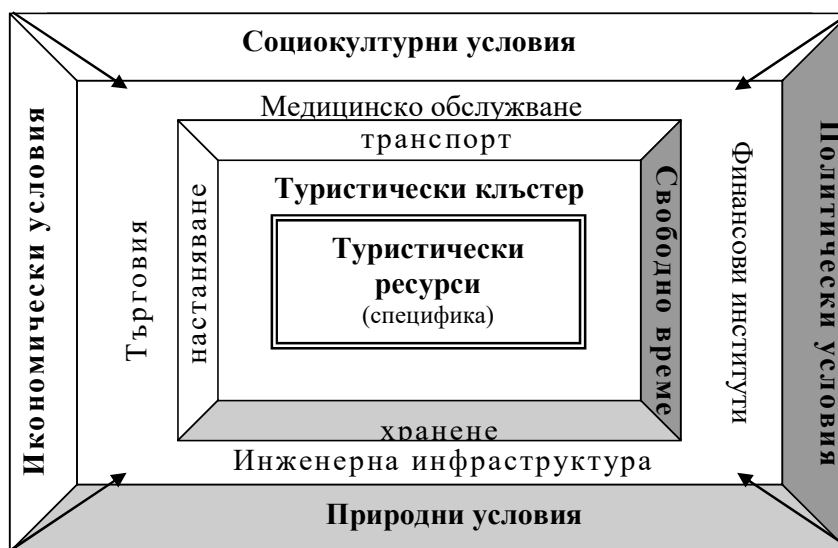 Социокултурни условия
Икономически условия
Политически условия
Медицинско обслужване
транспорт
Търговия
настаняване
Туристически клъстер
Туристически
ресурси
(специфика)
Свободно време
Финансови институти
хранене
Инженерна инфраструктура
Природни условия